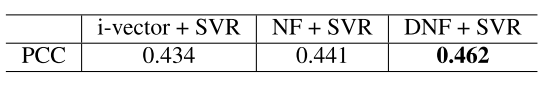 i-vector + SVR NF + SVR DNF + SVR
PCC 0.434 0.441 0.462